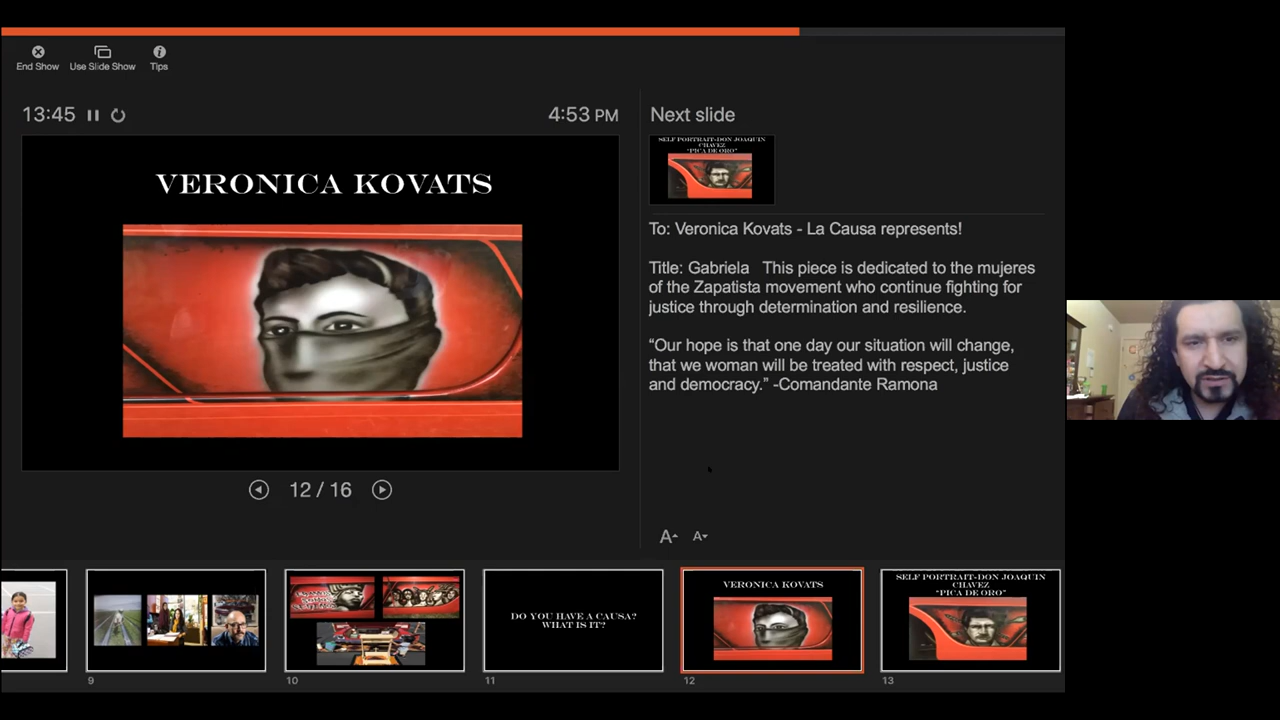 End Show
Use Slide Show
Tips
13:45
4:53 PM
Next slide
SELF PORTRAIT-DON JOAQUIN
CHAVEZ
"PICA DE ORO"
VERONICA KOVATS
To: Veronica Kovats - La Causa represents!
Title: Gabriela   This piece is dedicated to the mujeres
of the Zapatista movement who continue fighting for
justice through determination and resilience.
“Our hope is that one day our situation will change,
that we woman will be treated with respect, justice
and democracy.” -Comandante Ramona
12 / 16
A
A
DO YOU HAVE A CAUSA?
WHAT IS IT?
VERONICA KOVATS
SELF PORTRAIT-DON JOAQUIN
CHAVEZ
"PICA DE ORO"
9
10
11
12
13